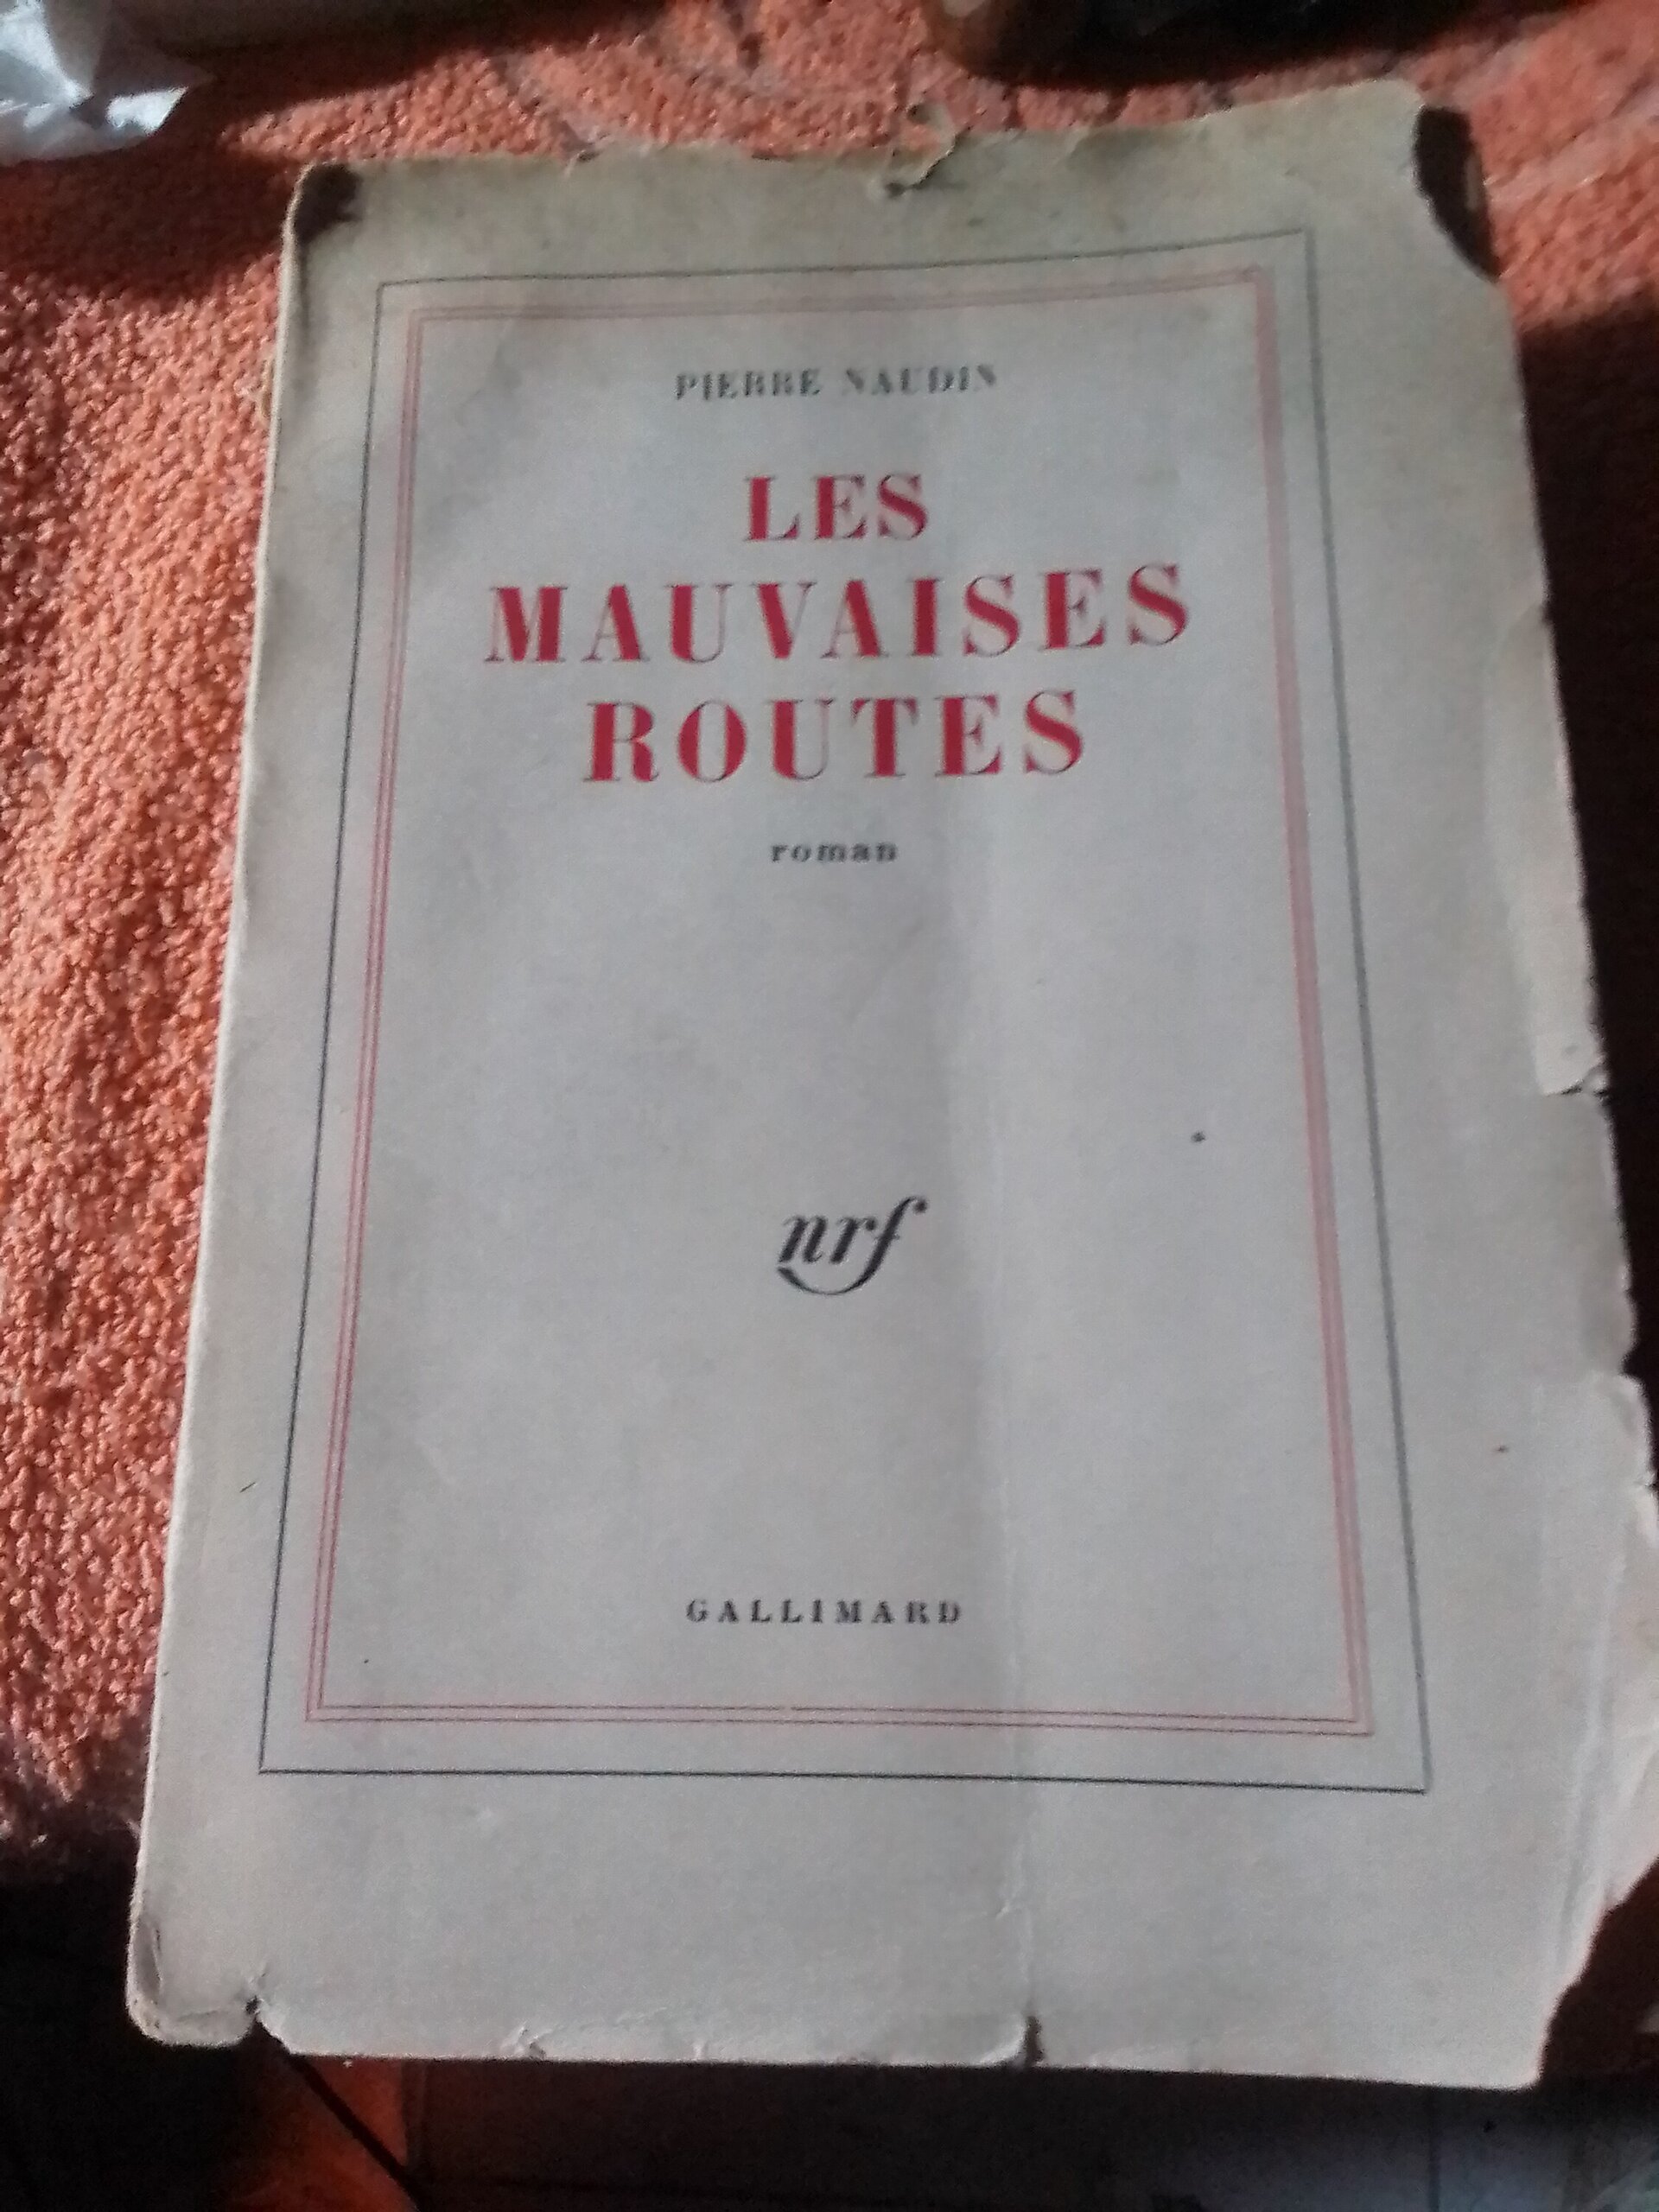 PIERRE NAUDIN
LES
MAUVAISES
ROUTES
roman
nrf
GALLIMARD